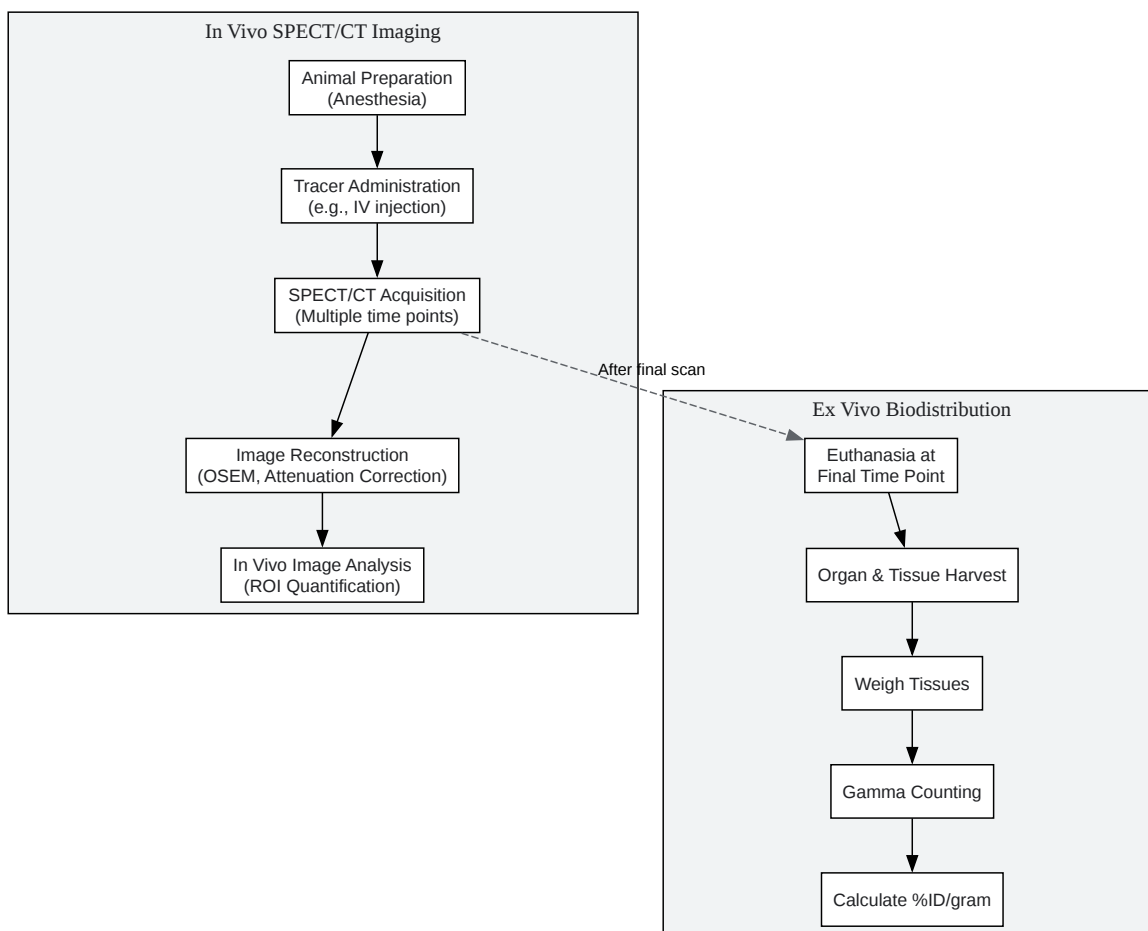 In Vivo SPECT/CT Imaging
Animal Preparation
(Anesthesia)
Tracer Administration
(e.g., IV injection)
SPECT/CT Acquisition
(Multiple time points)
After final scan
Image Reconstruction
(OSEM, Attenuation Correction)
In Vivo Image Analysis
(ROI Quantification)
Ex Vivo Biodistribution
Euthanasia at
Final Time Point
Organ & Tissue Harvest
Weigh Tissues
Gamma Counting
Calculate %ID/gram